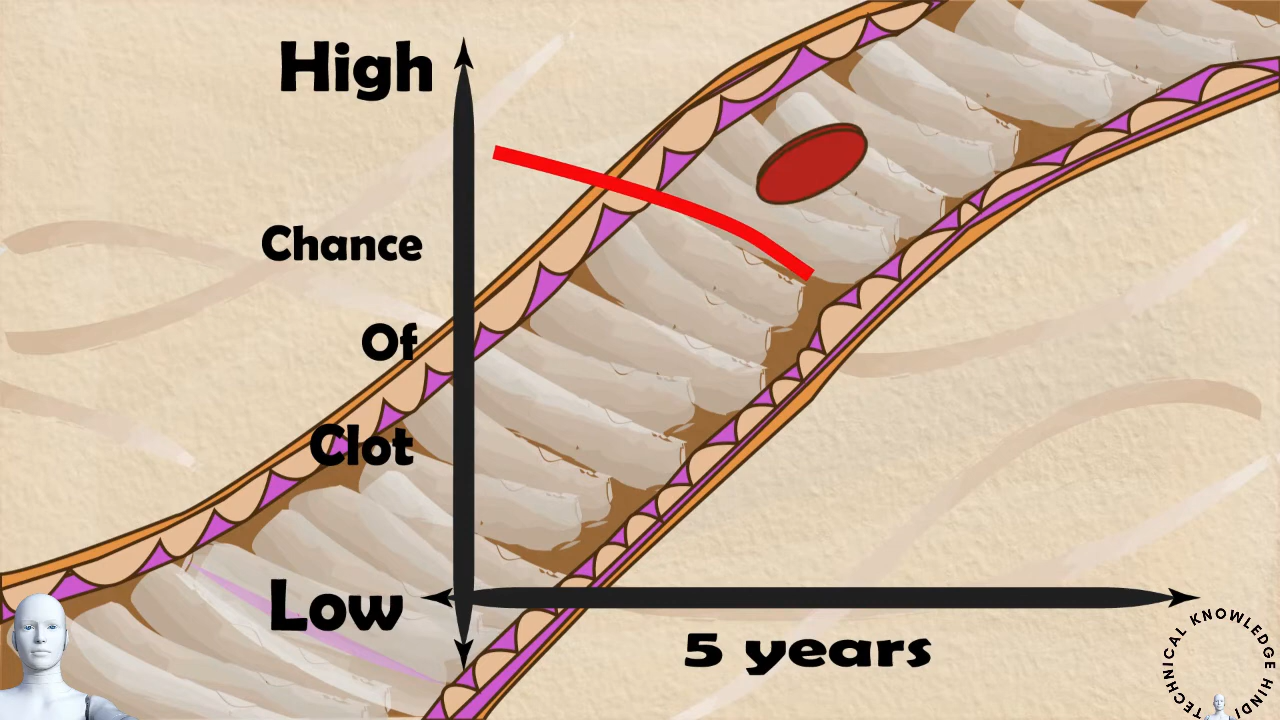 High
Chance
Of
Clot
Low
5 years
TECHNICAL KNOWLEDGE HINDI